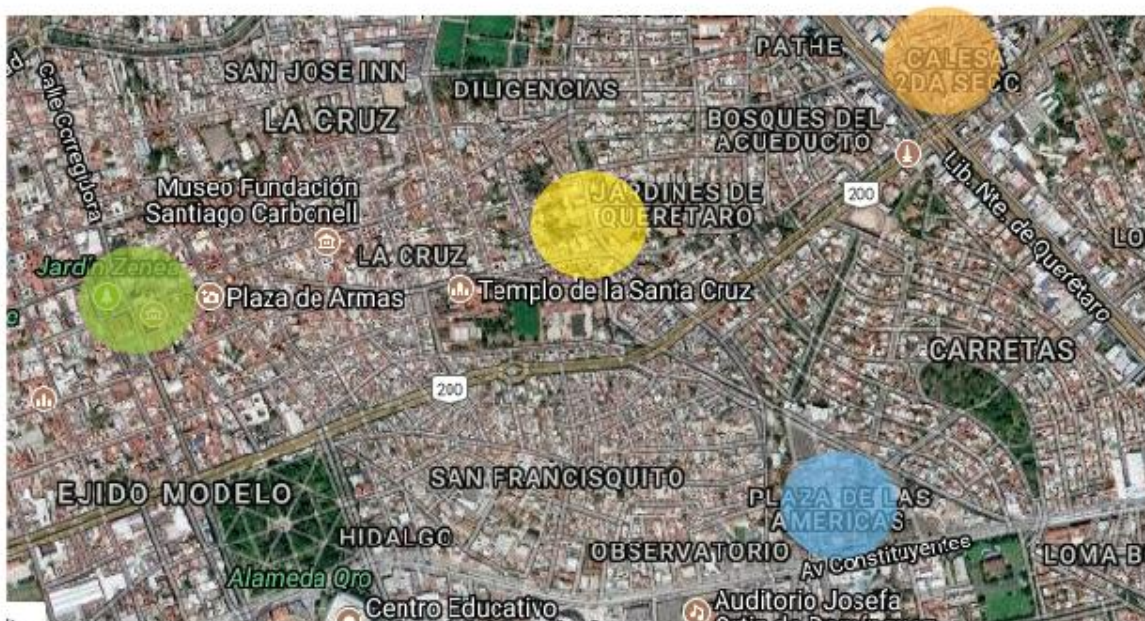 PATHE
CALESA
2DA SECC
SAN JOSE INN
DILIGENCIAS
Calle Corregidora
LA CRUZ
BOSQUES DEL
ACUEDUCTO
Lib. Nte. de Querétaro
Museo Fundación
Santiago Carbonell
JARDINES DE
QUERETARO
200
LA CRUZ
Jardín Zenea
Plaza de Armas
Templo de la Santa Cruz
CARRETAS
200
SAN FRANCISQUITO
EJIDO MODELO
PLAZA DE LAS
AMERICAS
HIDALGO
OBSERVATORIO
Av Constituyentes
LOMA B
Alameda Qro
Centro Educativo
Auditorio Josefa